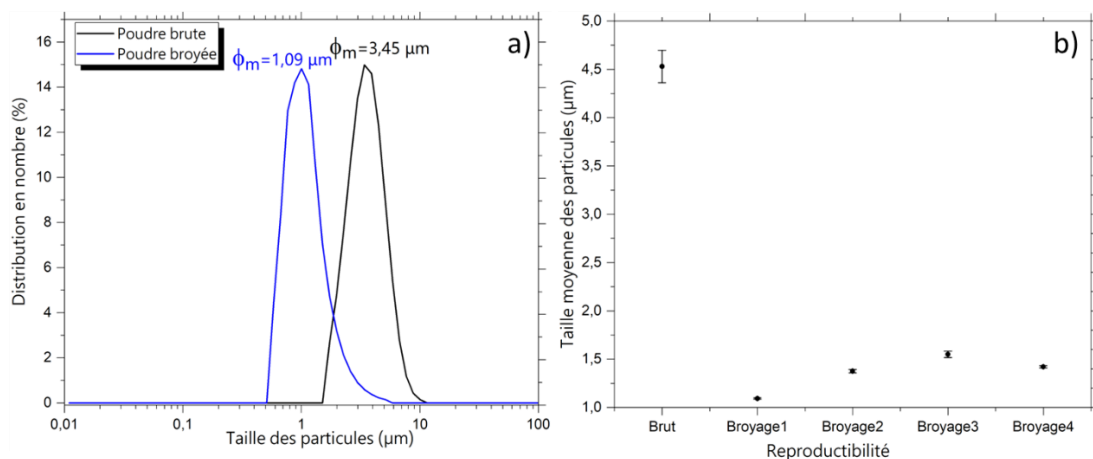 Poudre brute
Poudre broyée
a)
ϕm=1,09 µm
ϕm=3,45 µm
Distribution en nombre (%)
16
14
12
10
8
6
4
2
0
0,01
0,1
1
10
100
Taille des particules (µm)
b)
Taille moyenne des particules (µm)
5,0
4,5
4,0
3,5
3,0
2,5
2,0
1,5
1,0
Brut
Broyage1
Broyage2
Broyage3
Broyage4
Reproductibilité